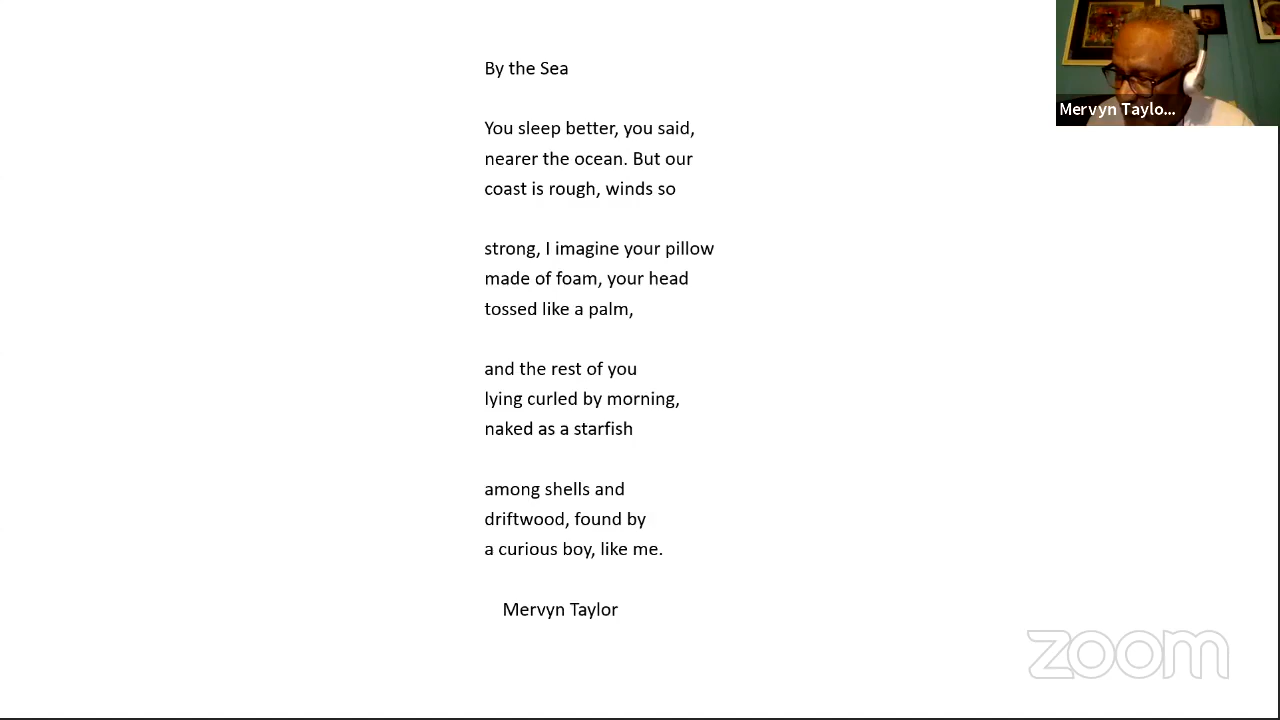 By the Sea
You sleep better, you said,
nearer the ocean. But our
coast is rough, winds so
strong, I imagine your pillow
made of foam, your head
tossed like a palm,
and the rest of you
lying curled by morning,
naked as a starfish
among shells and
driftwood, found by
a curious boy, like me.
Mervyn Taylor
Mervyn Taylo...
zoom